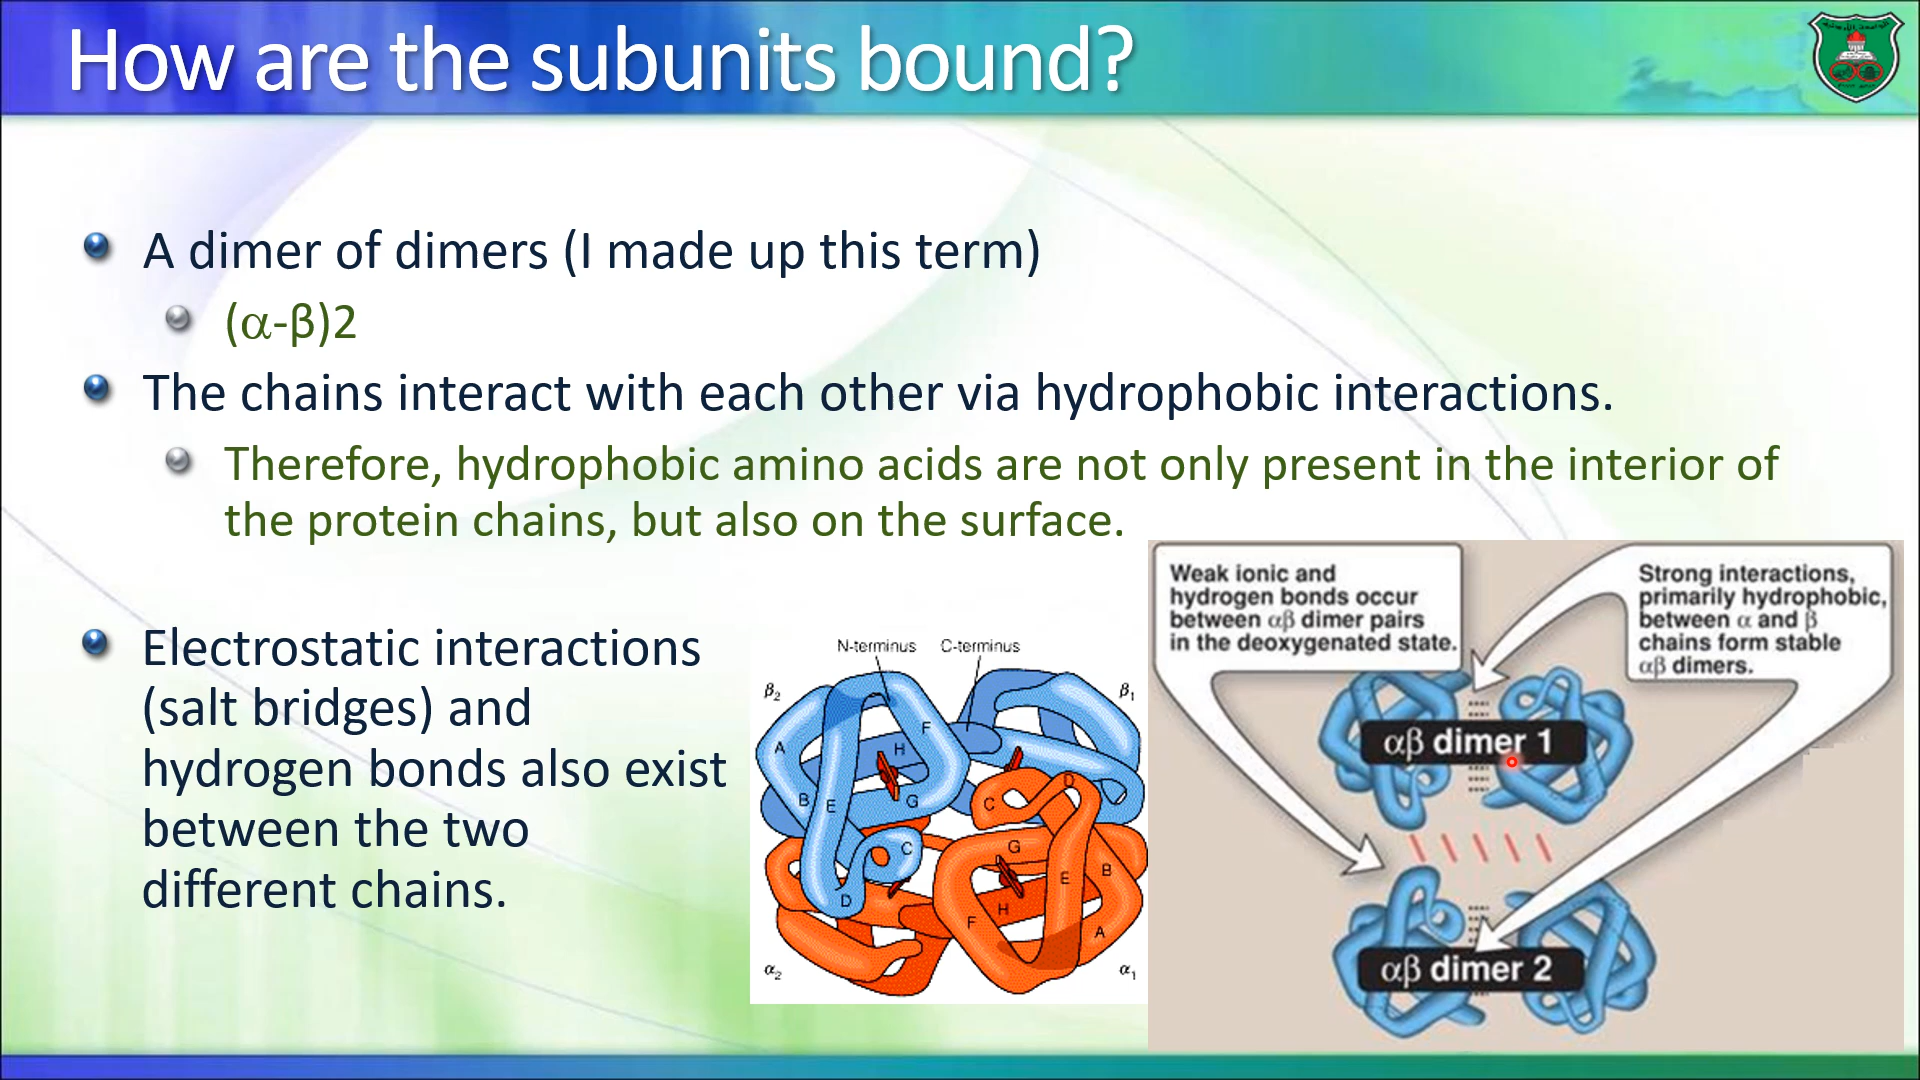 How are the subunits bound?
A dimer of dimers (I made up this term)
(α-β)2
The chains interact with each other via hydrophobic interactions.
Therefore, hydrophobic amino acids are not only present in the interior of
the protein chains, but also on the surface.
Electrostatic interactions
(salt bridges) and
hydrogen bonds also exist
between the two
different chains.
N-terminus C-terminus
β2
β1
A
B
E
H
F
G
C
D
D
C
G
E
B
H
F
A
α2
α1
Weak ionic and
hydrogen bonds occur
between αβ dimer pairs
in the deoxygenated state.
Strong interactions,
primarily hydrophobic,
between α and β
chains form stable
αβ dimers.
αβ dimer 1
αβ dimer 2